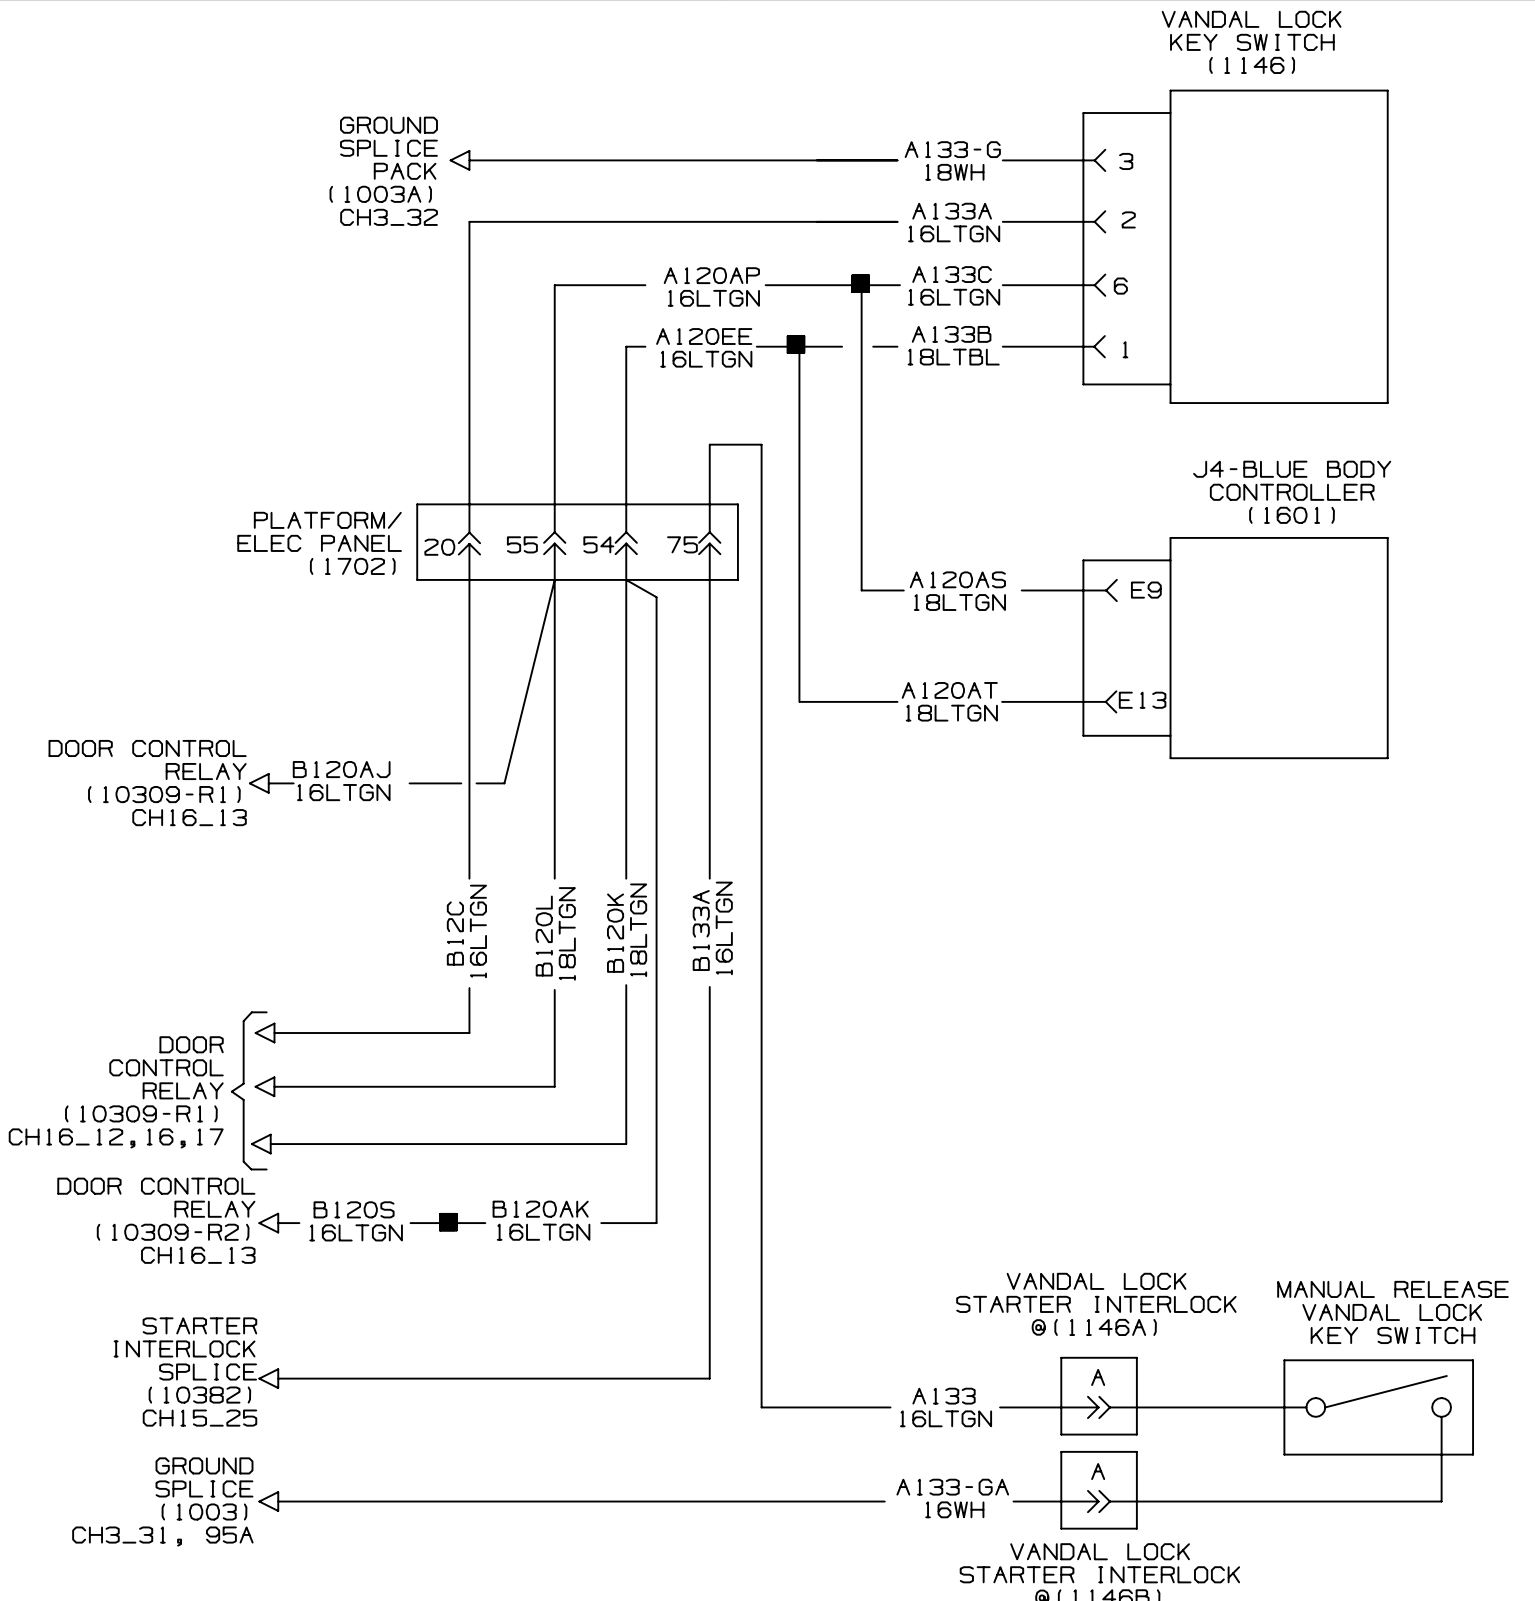 VANDAL LOCK
KEY SWITCH
(1146)
GROUND
SPLICE
PACK
(1003A)
CH3_32
A133-G
18WH
3
A133A
16LTGN
2
A120AP
16LTGN
A133C
16LTGN
6
A120EE
16LTGN
A133B
18LTBL
1
J4-BLUE BODY
CONTROLLER
(1601)
PLATFORM/
ELEC PANEL
(1702)
20
55
54
75
A120AS
18LTGN
E9
A120AT
18LTGN
E13
DOOR CONTROL
RELAY
(10309-R1)
CH16_13
B120AJ
16LTGN
B12C
16LTGN
B120L
18LTGN
B120K
18LTGN
B133A
16LTGN
DOOR
CONTROL
RELAY
(10309-R1)
CH16_12,16,17
DOOR CONTROL
RELAY
(10309-R2)
CH16_13
B120S
16LTGN
B120AK
16LTGN
VANDAL LOCK
STARTER INTERLOCK
@(1146A)
MANUAL RELEASE
VANDAL LOCK
KEY SWITCH
STARTER
INTERLOCK
SPLICE
(10382)
CH15_25
A133
16LTGN
A
GROUND
SPLICE
(1003)
CH3_31, 95A
A133-GA
16WH
A
VANDAL LOCK
STARTER INTERLOCK
@(1146B)